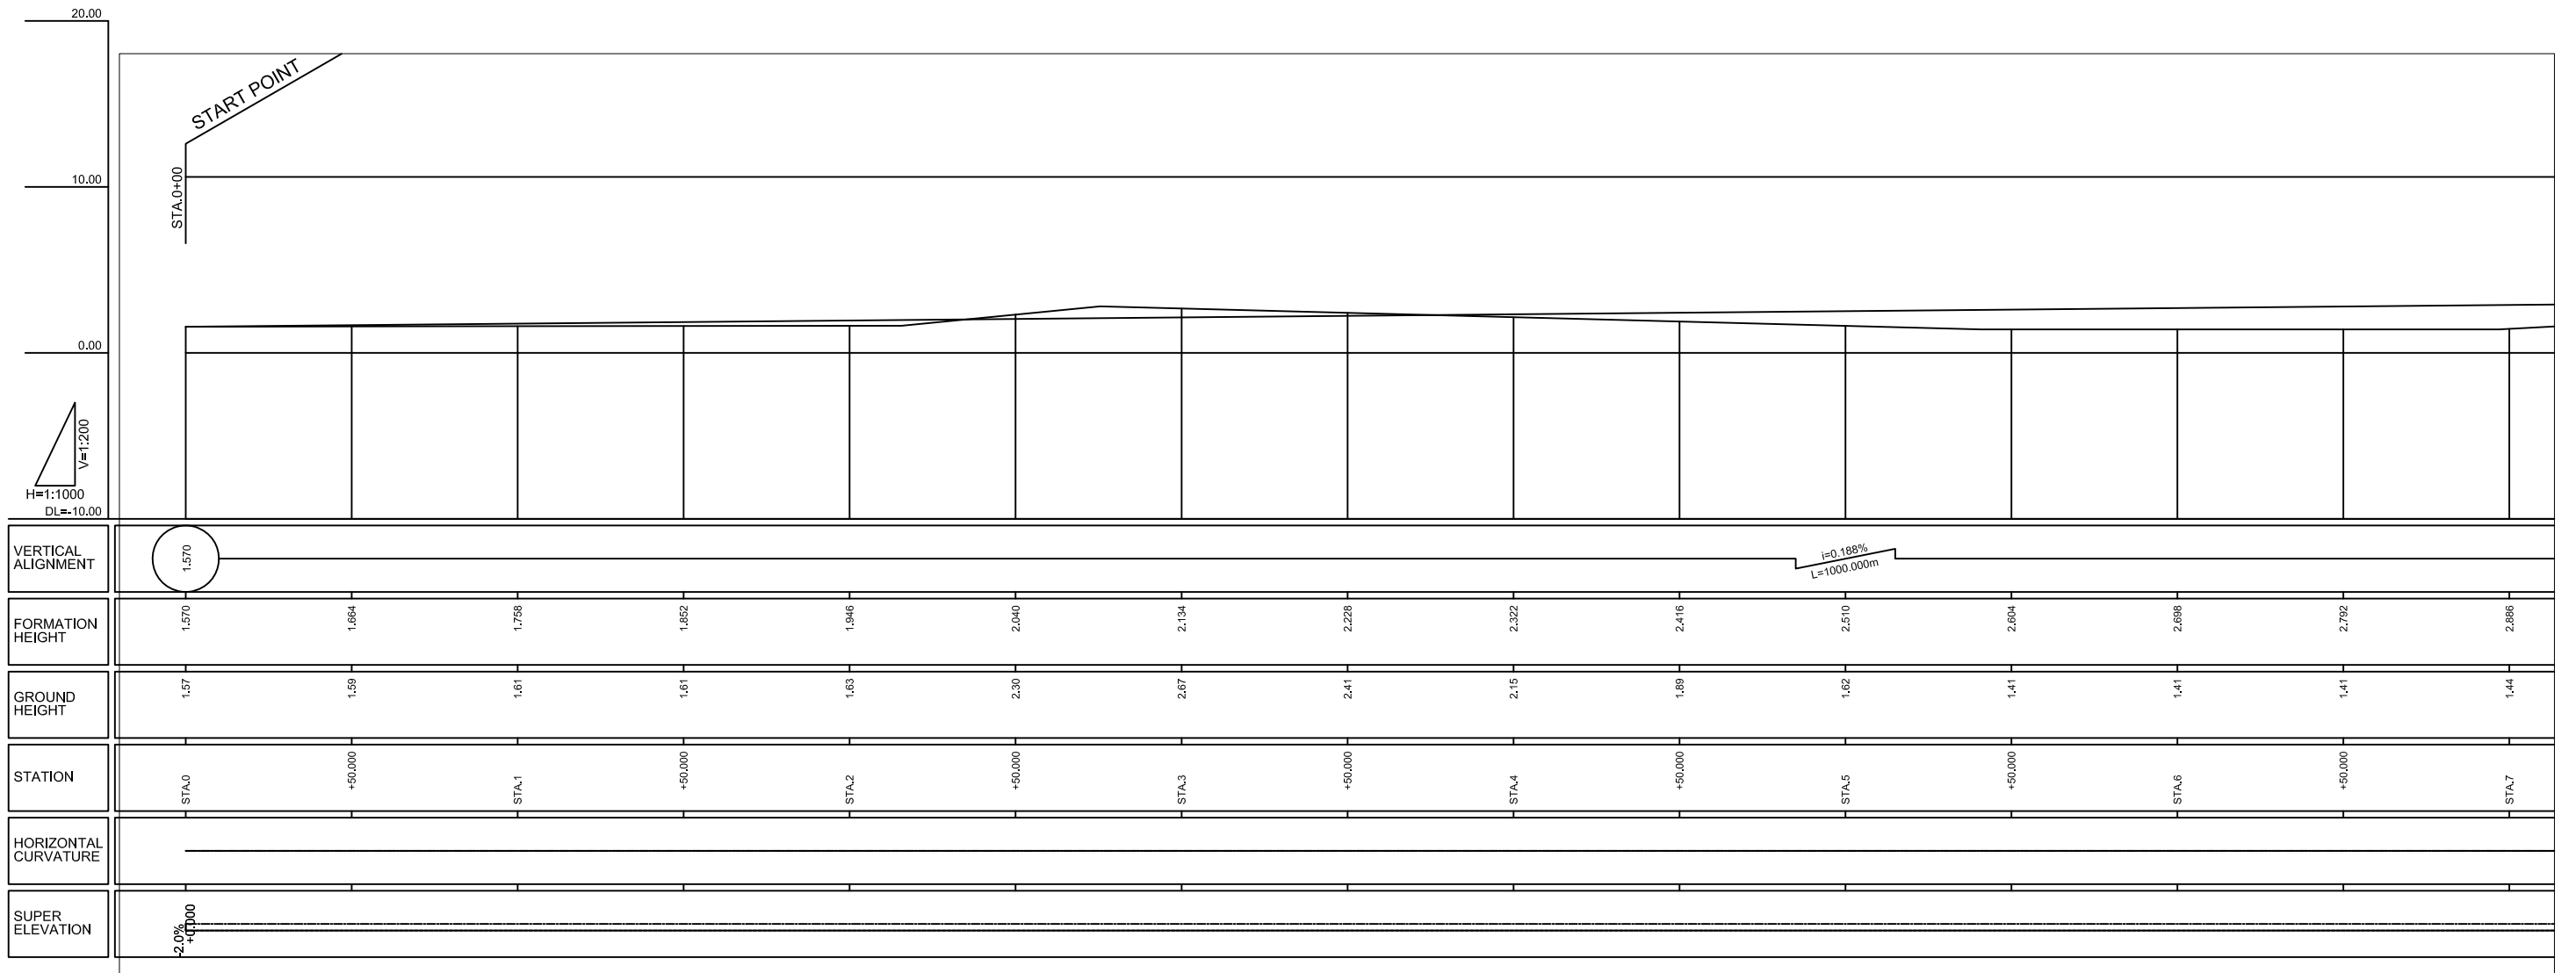 20.00
START POINT
10.00
STA.0+00
0.00
V=1:200
H=1:1000
DL=-10.00
VERTICAL
ALIGNMENT
1.570
i=0.188%
L=1000.000m
FORMATION
HEIGHT
1.570 1.664 1.758 1.852 1.946 2.040 2.134 2.228 2.322 2.416 2.510 2.604 2.698 2.792 2.886
GROUND
HEIGHT
1.57 1.59 1.61 1.61 1.63 2.30 2.67 2.41 2.15 1.89 1.62 1.41 1.41 1.41 1.44
STATION
STA.0 +50.000 STA.1 +50.000 STA.2 +50.000 STA.3 +50.000 STA.4 +50.000 STA.5 +50.000 STA.6 +50.000 STA.7
HORIZONTAL
CURVATURE
SUPER
ELEVATION
-2.0%
+0.000